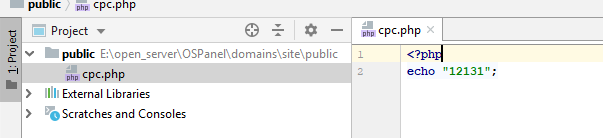 public cpc.php
1: Project
Project
cpc.php
public E:\open_server\OSPanel\domains\site\public
php cpc.php
External Libraries
Scratches and Consoles
1 <?php
2 echo "12131";